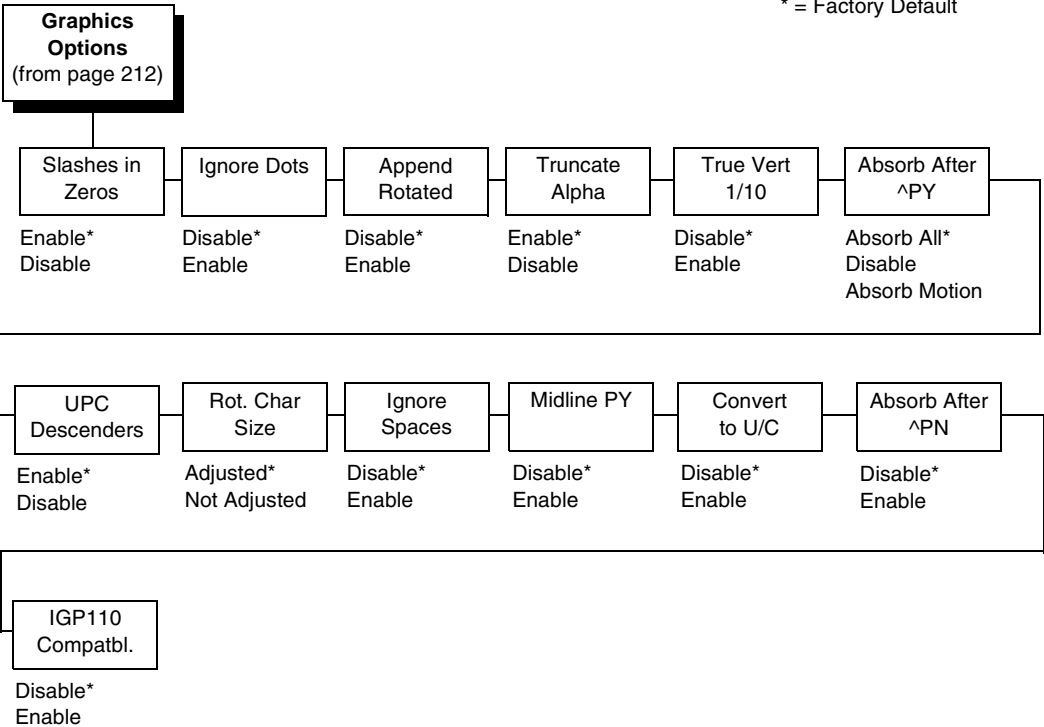 * = Factory Default
Graphics
Options
(from page 212)
Slashes in
Zeros
Enable*
Disable
Ignore Dots
Disable*
Enable
Append
Rotated
Disable*
Enable
Truncate
Alpha
Enable*
Disable
True Vert
1/10
Disable*
Enable
Absorb After
^PY
Absorb All*
Disable
Absorb Motion
UPC
Descenders
Enable*
Disable
Rot. Char
Size
Adjusted*
Not Adjusted
Ignore
Spaces
Disable*
Enable
Midline PY
Disable*
Enable
Convert
to U/C
Disable*
Enable
Absorb After
^PN
Disable*
Enable
IGP110
Compatbl.
Disable*
Enable